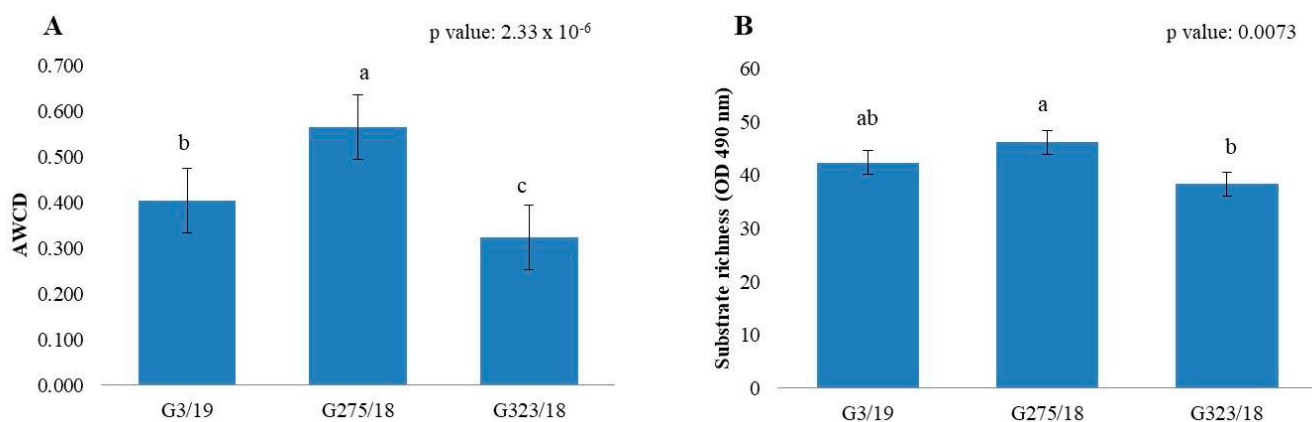 A
p value: 2.33 x 10⁻⁶
AWCD
0.700
0.600
0.500
0.400
0.300
0.200
0.100
0.000
b
a
c
G3/19 G275/18 G323/18
B
p value: 0.0073
Substrate richness (OD 490 nm)
60
50
40
30
20
10
0
ab
a
b
G3/19 G275/18 G323/18